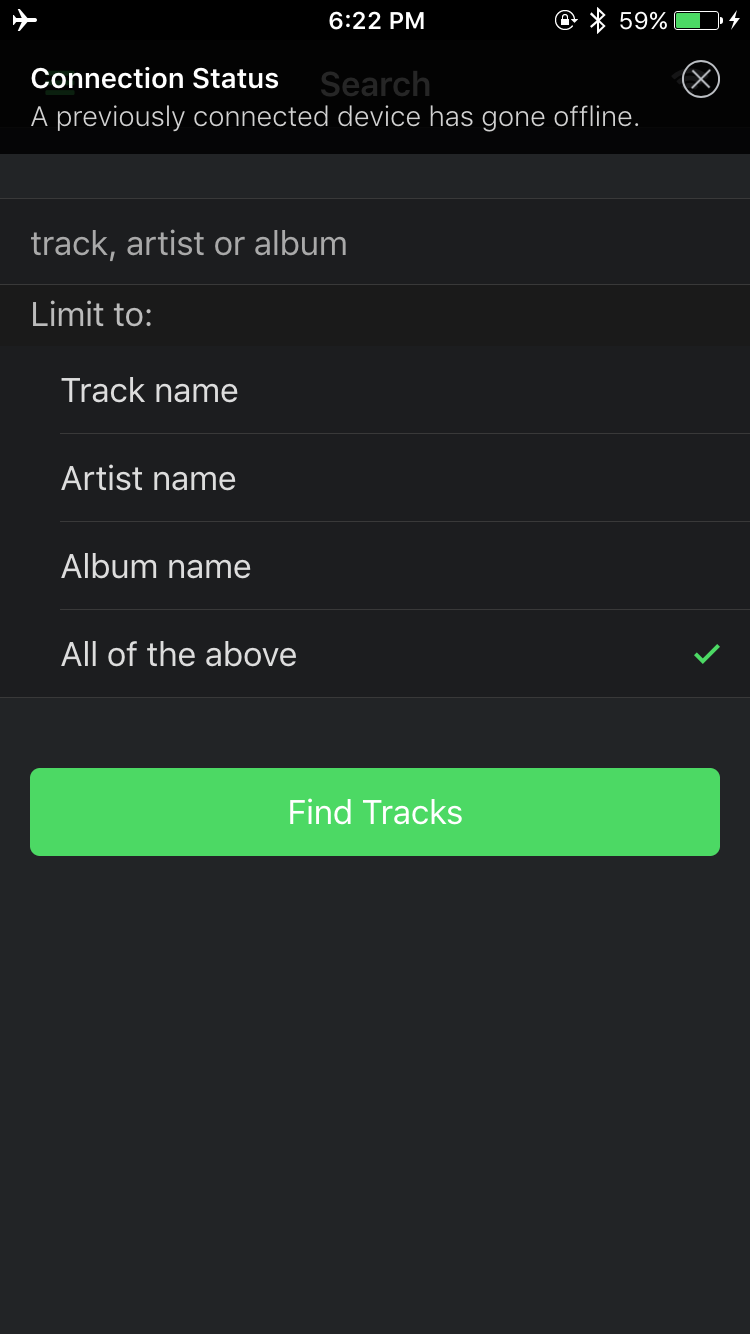 6:22 PM
59%
Connection Status
Search
A previously connected device has gone offline.
track, artist or album
Limit to:
Track name
Artist name
Album name
All of the above
Find Tracks